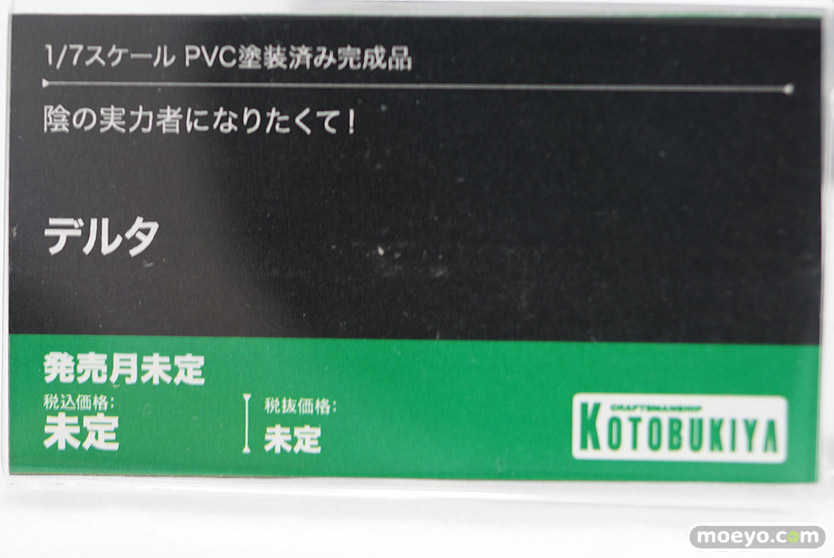 1/7スケール PVC塗装済み完成品
陰の実力者になりたくて!
デルタ
発売月未定
税込価格:
未定
税抜価格:
未定
CRAFTSMANSHIP
KOTOBUKIYA
moeyo.com